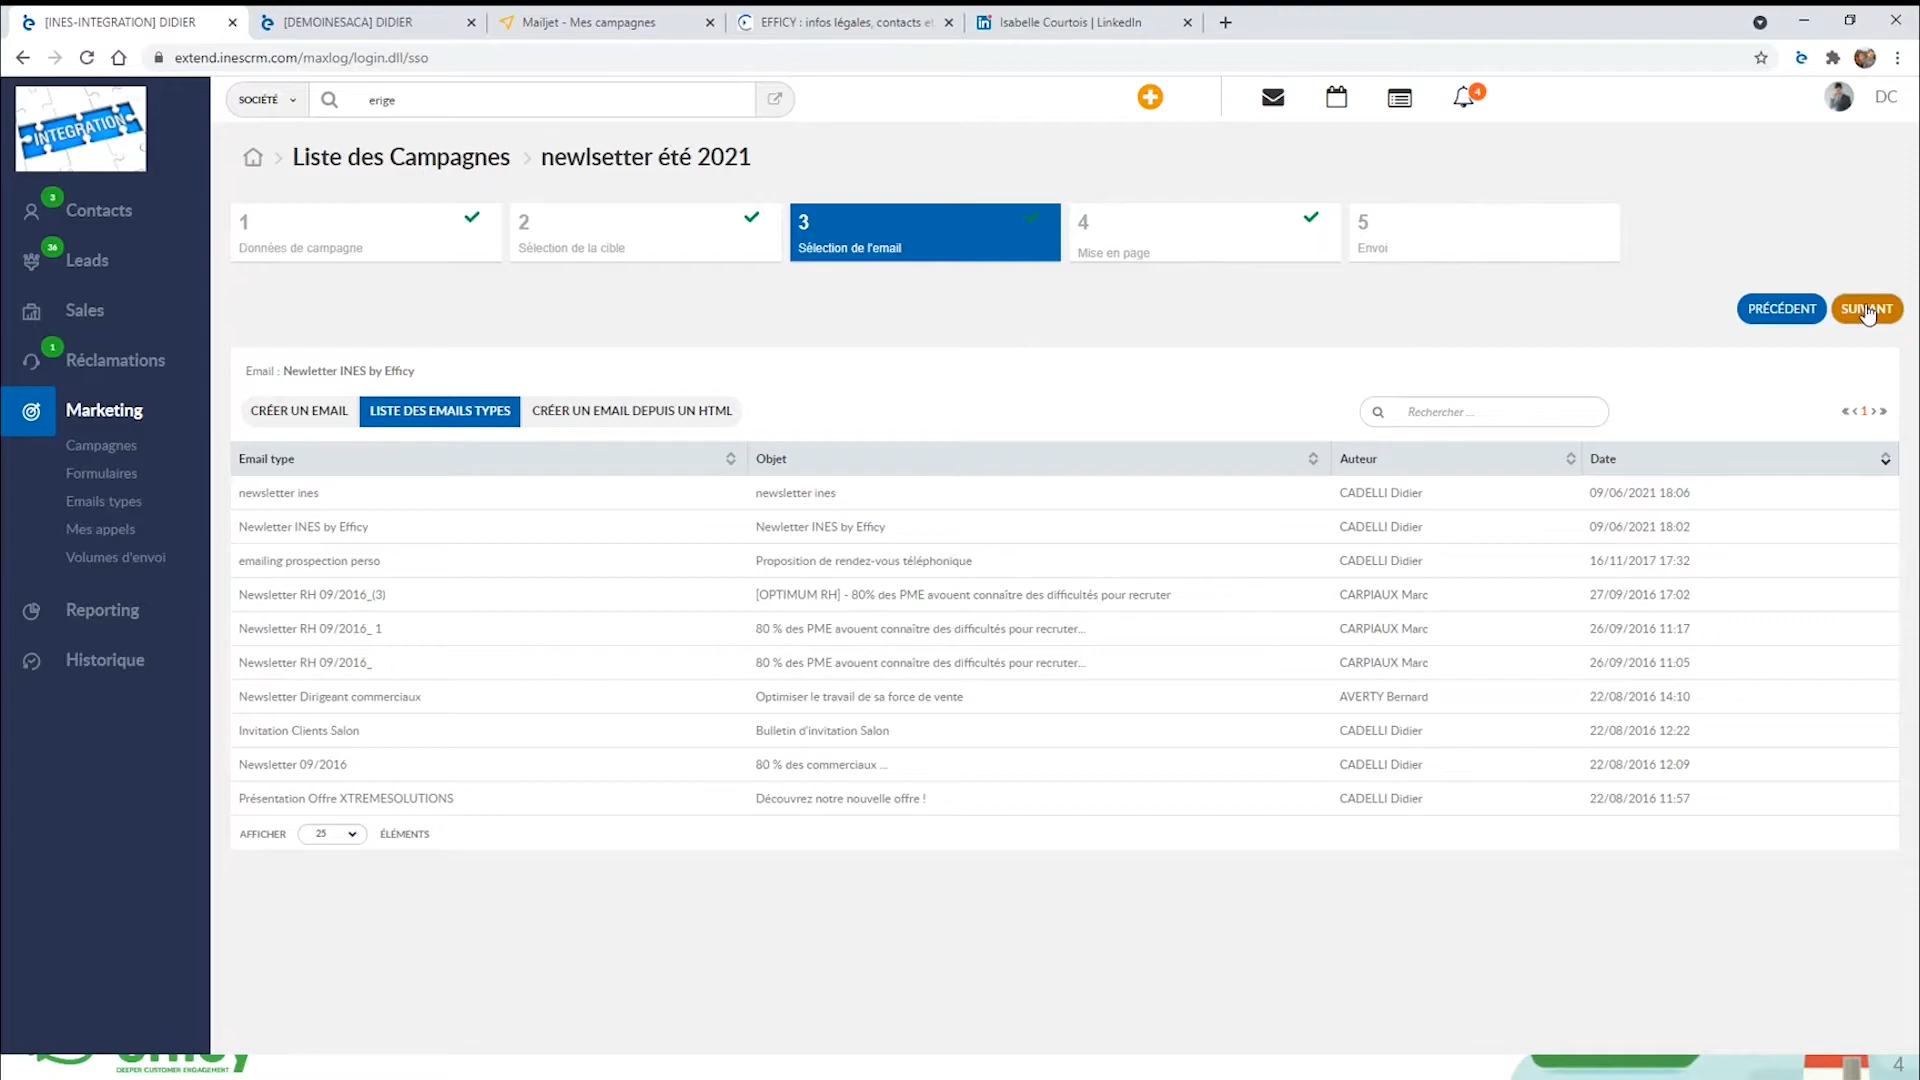 [INES-INTEGRATION] DIDIER
[DEMOINESACA] DIDIER
Mailjet - Mes campagnes
EFFICY : infos légales, contacts et
Isabelle Courtois | LinkedIn
extend.inescrm.com/maxlog/login.dll/sso
INTEGRATION
SOCIÉTÉ
erige
4
DC
Liste des Campagnes
newlsetter été 2021
3
Contacts
36
Leads
Sales
1
Réclamations
Marketing
Campagnes
Formulaires
Emails types
Mes appels
Volumes d'envoi
Reporting
Historique
1
Données de campagne
2
Sélection de la cible
3
Sélection de l'email
4
Mise en page
5
Envoi
PRÉCÉDENT
SUIVANT
Email : Newletter INES by Efficy
CRÉER UN EMAIL
LISTE DES EMAILS TYPES
CRÉER UN EMAIL DEPUIS UN HTML
Rechercher ...
« < 1 > »
Email type Objet Auteur Date
newsletter ines newsletter ines CADELLI Didier 09/06/2021 18:06
Newletter INES by Efficy Newletter INES by Efficy CADELLI Didier 09/06/2021 18:02
emailing prospection perso Proposition de rendez-vous téléphonique CADELLI Didier 16/11/2017 17:32
Newsletter RH 09/2016_(3) [OPTIMUM RH] - 80% des PME avouent connaître des difficultés pour recruter CARPIAUX Marc 27/09/2016 17:02
Newsletter RH 09/2016_ 1 80 % des PME avouent connaître des difficultés pour recruter... CARPIAUX Marc 26/09/2016 11:17
Newsletter RH 09/2016_ 80 % des PME avouent connaître des difficultés pour recruter... CARPIAUX Marc 26/09/2016 11:05
Newsletter Dirigeant commerciaux Optimiser le travail de sa force de vente AVERTY Bernard 22/08/2016 14:10
Invitation Clients Salon Bulletin d'invitation Salon CADELLI Didier 22/08/2016 12:22
Newsletter 09/2016 80 % des commerciaux ... CADELLI Didier 22/08/2016 12:09
Présentation Offre XTREMESOLUTIONS Découvrez notre nouvelle offre ! CADELLI Didier 22/08/2016 11:57
AFFICHER 25 ÉLÉMENTS
efficy
DEEPER CUSTOMER ENGAGEMENT
4